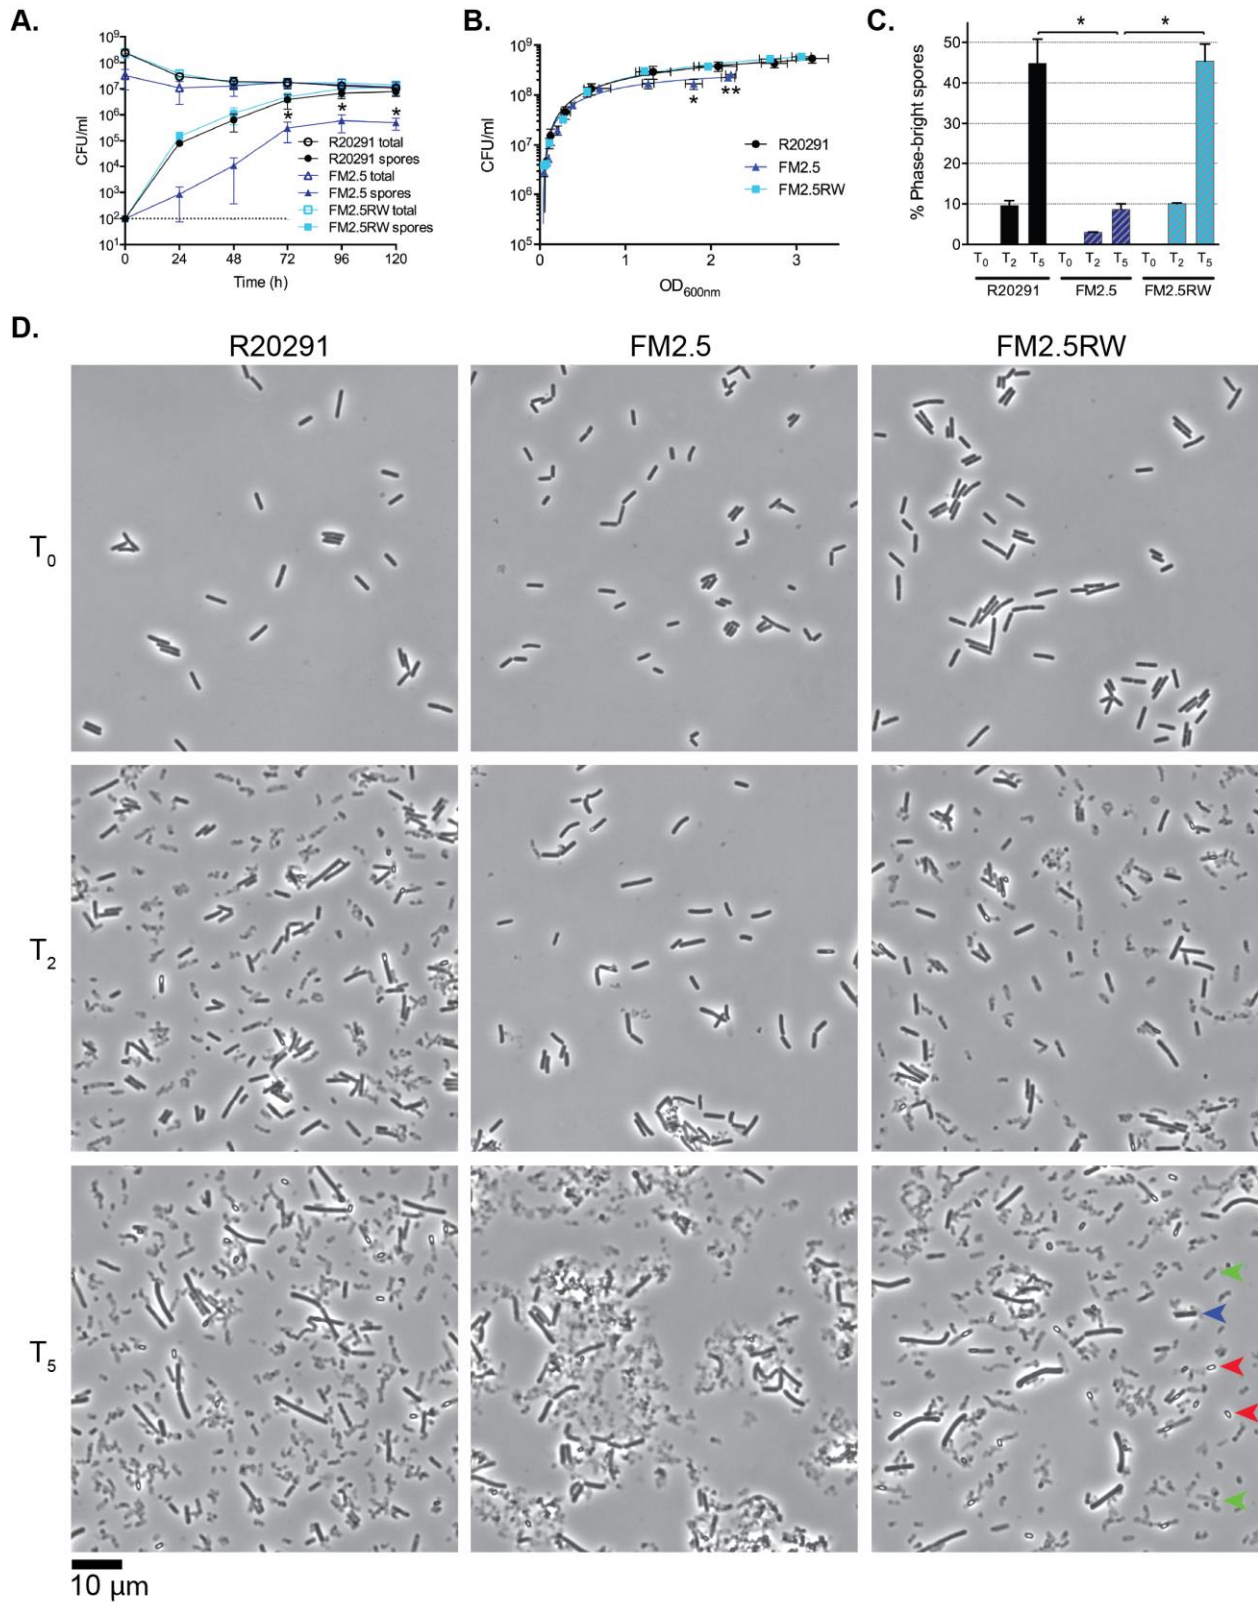 A.
CFU/ml
10⁹
10⁸
10⁷
10⁶
10⁵
10⁴
10³
10²
10¹
0 24 48 72 96 120
Time (h)
* * *
R20291 total
R20291 spores
FM2.5 total
FM2.5 spores
FM2.5RW total
FM2.5RW spores
B.
CFU/ml
10⁹
10⁸
10⁷
10⁶
10⁵
0 1 2 3
OD600nm
* **
R20291
FM2.5
FM2.5RW
C.
% Phase-bright spores
50
40
30
20
10
0
* *
T0 T2 T5 T0 T2 T5 T0 T2 T5
R20291 FM2.5 FM2.5RW
D.
R20291 FM2.5 FM2.5RW
T0
T2
T5
10 µm